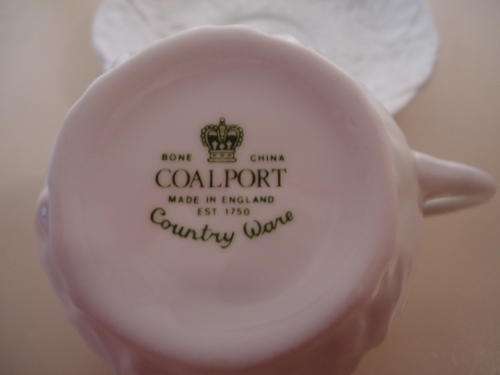 BONE CHINA
COALPORT
MADE IN ENGLAND
EST 1750
Country Ware